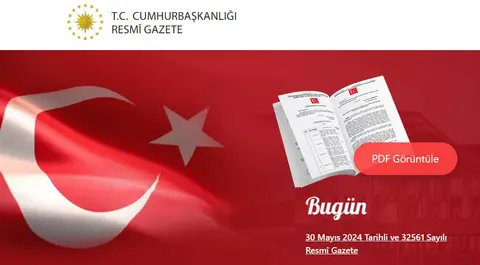 T.C. CUMHURBAŞKANLIĞI
RESMÎ GAZETE
PDF Görüntüle
Bugün
30 Mayıs 2024 Tarihli ve 32561 Sayılı
Resmî Gazete